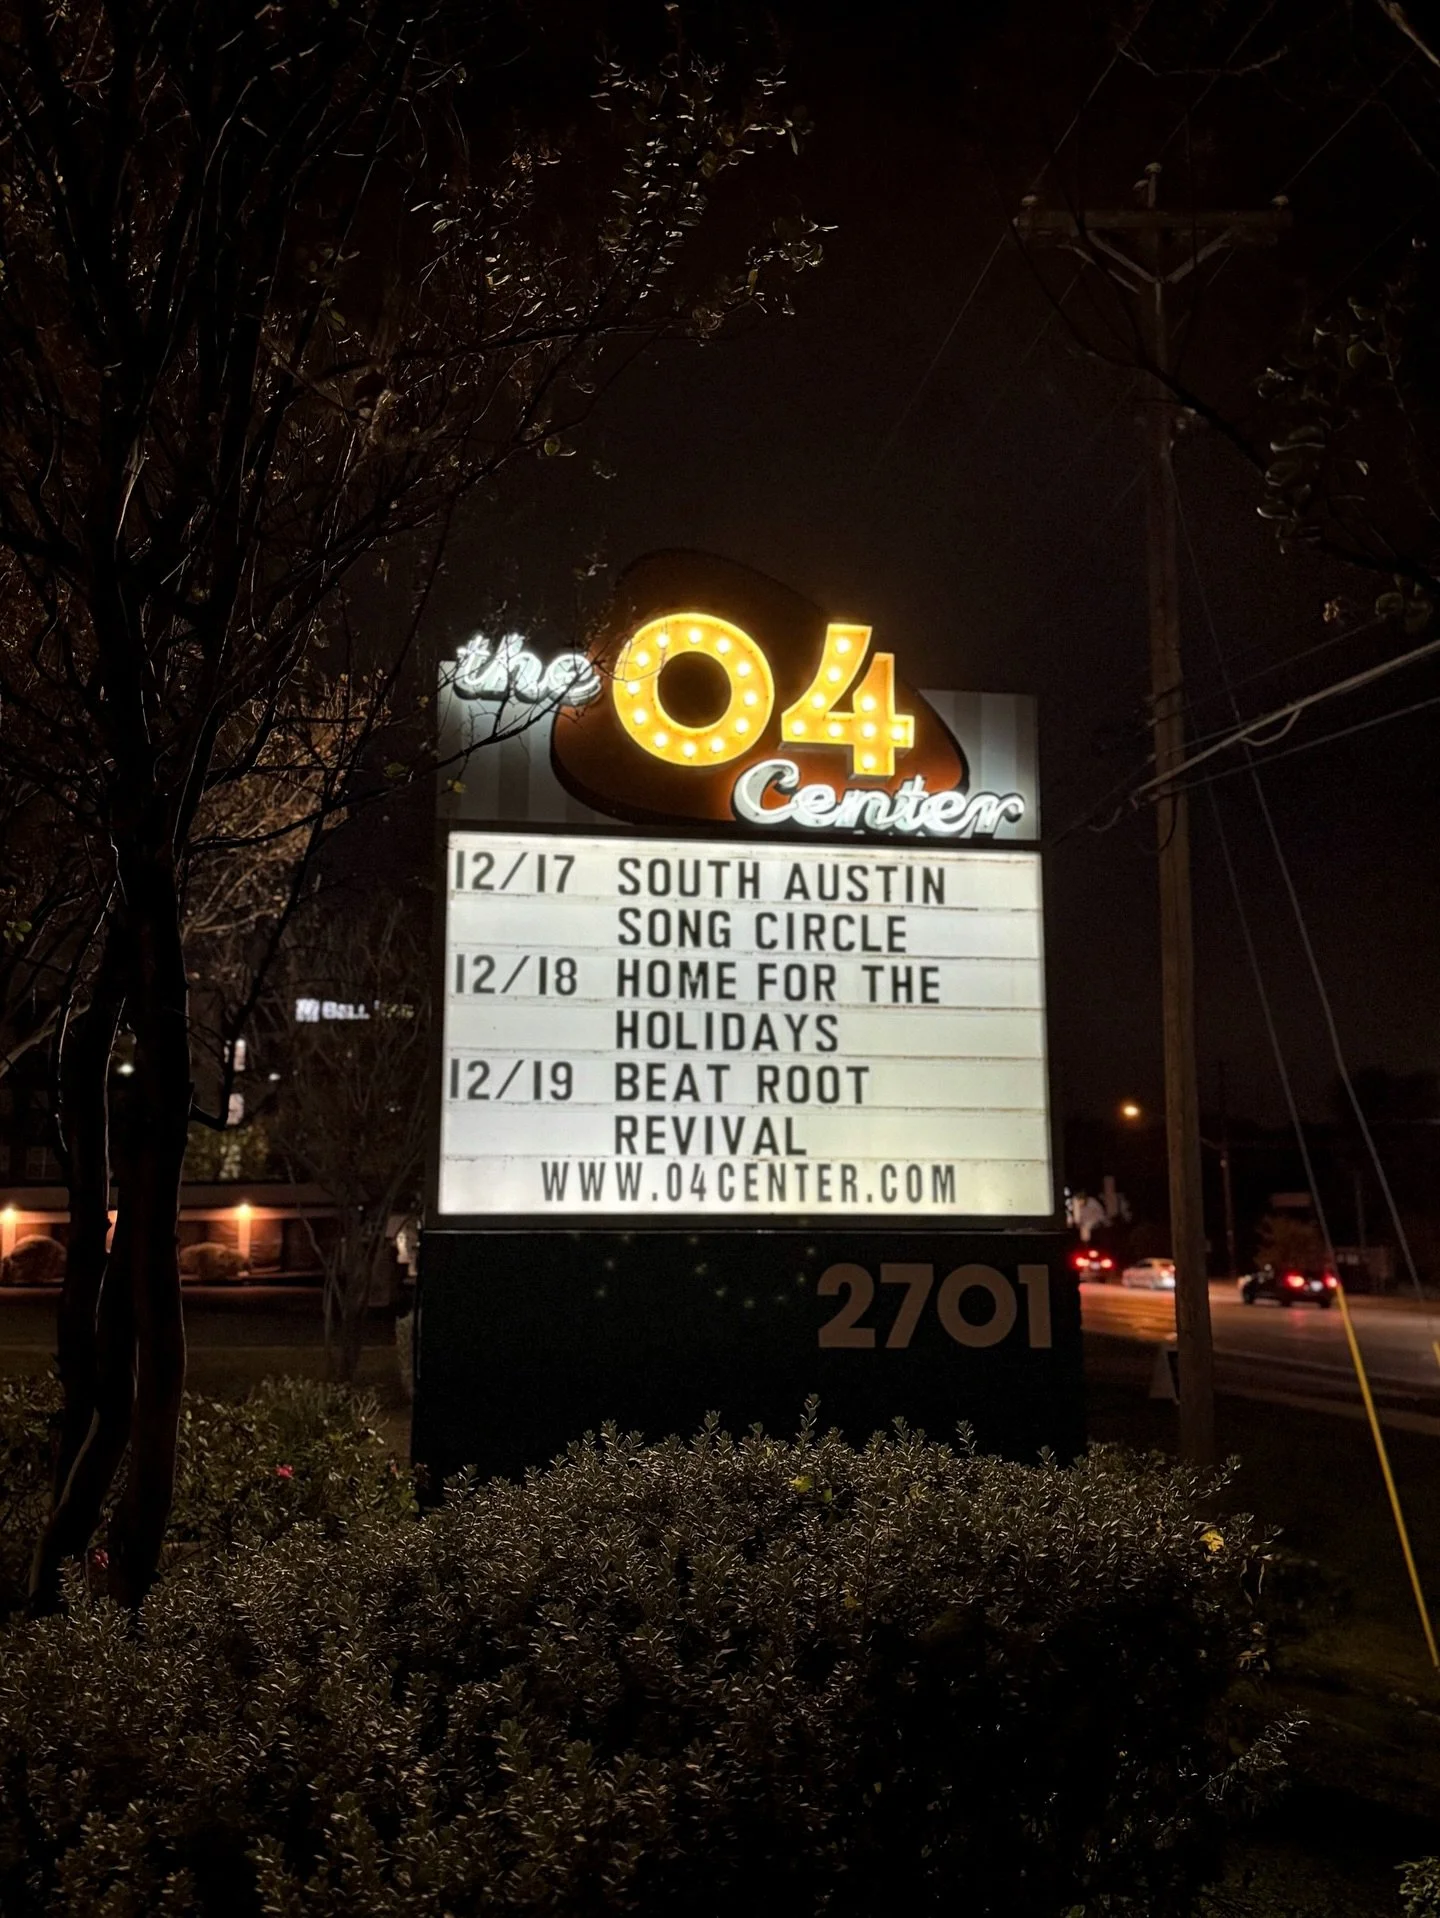 the 04
Center
12/17 SOUTH AUSTIN
SONG CIRCLE
12/18 HOME FOR THE
HOLIDAYS
12/19 BEAT ROOT
REVIVAL
WWW.04CENTER.COM
2701
BELL